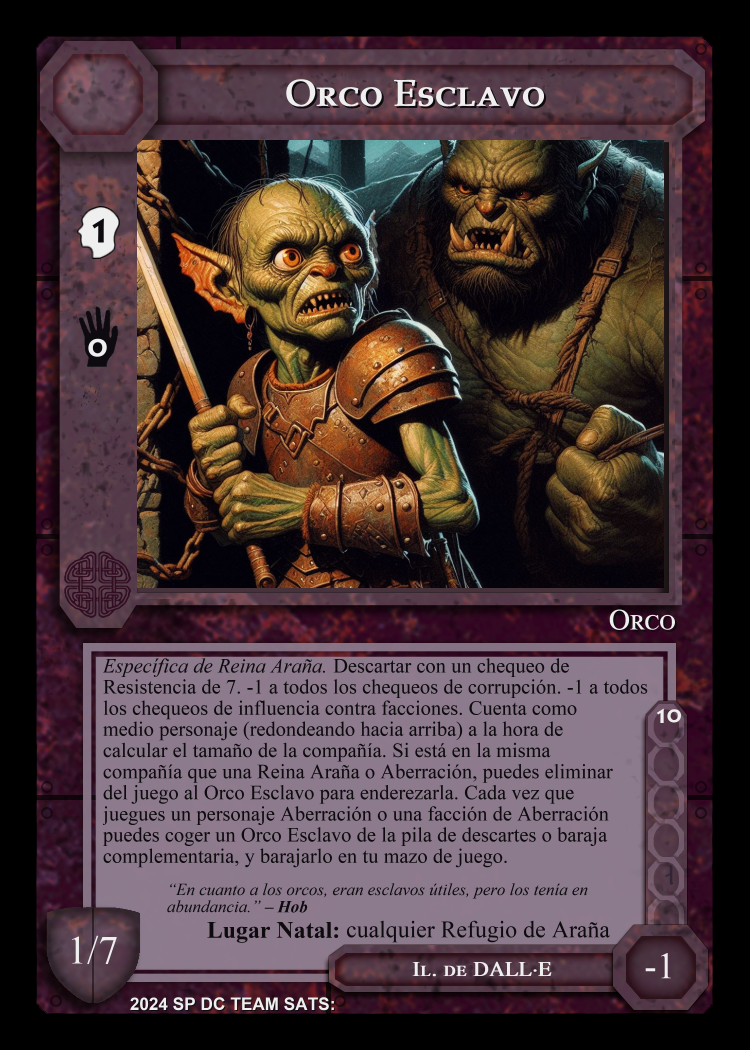 Orco Esclavo
1
0
Orco
Específica de Reina Araña. Descartar con un chequeo de
Resistencia de 7. -1 a todos los chequeos de corrupción. -1 a todos
los chequeos de influencia contra facciones. Cuenta como
medio personaje (redondeando hacia arriba) a la hora de
calcular el tamaño de la compañía. Si está en la misma
compañía que una Reina Araña o Aberración, puedes eliminar
del juego al Orco Esclavo para enderezarla. Cada vez que
juegues un personaje Aberración o una facción de Aberración
puedes coger un Orco Esclavo de la pila de descartes o baraja
complementaria, y barajarlo en tu mazo de juego.
10
“En cuanto a los orcos, eran esclavos útiles, pero los tenía en
abundancia.” – Hob
Lugar Natal: cualquier Refugio de Araña
1/7
Il. de DALL·E
-1
2024 SP DC TEAM SATS: